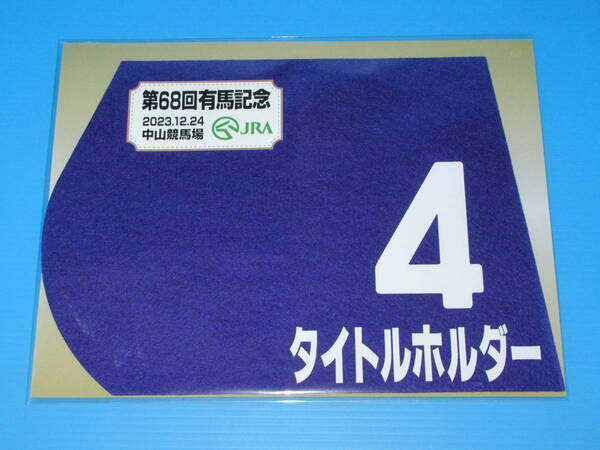 第68回有馬記念
2023.12.24
中山競馬場
JRA
4
タイトルホルダー